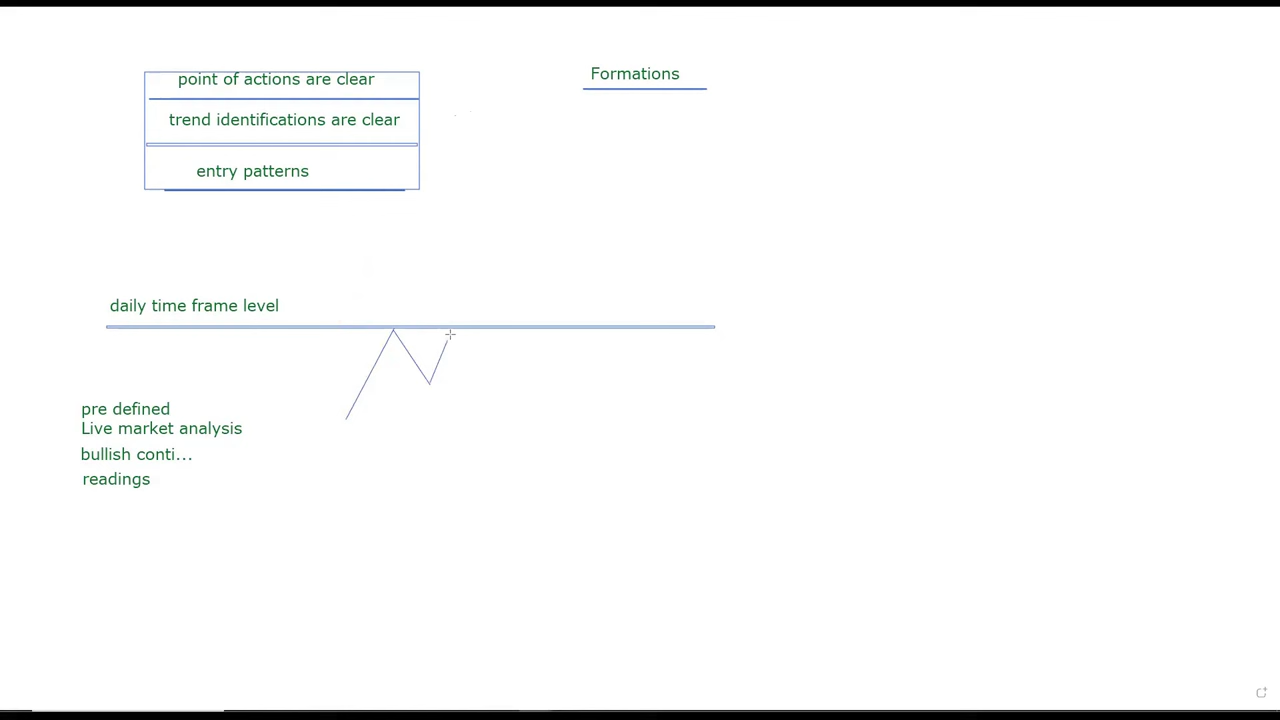 point of actions are clear
Formations
trend identifications are clear
entry patterns
daily time frame level
pre defined
Live market analysis
bullish conti...
readings